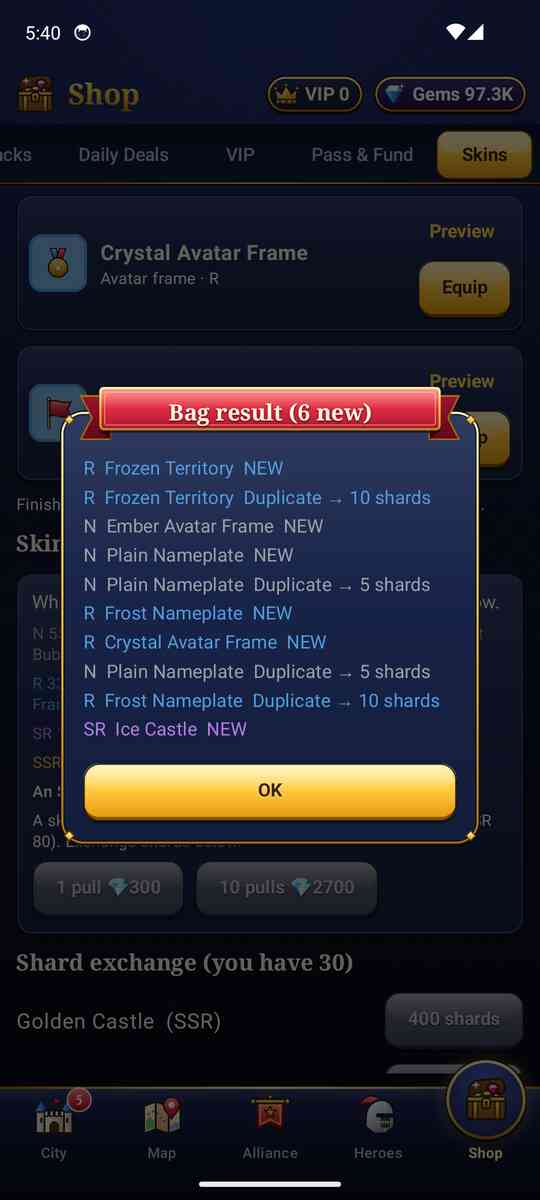 5:40
Shop
VIP 0
Gems 97.3K
acks
Daily Deals
VIP
Pass & Fund
Skins
Crystal Avatar Frame
Avatar frame · R
Preview
Equip
Preview
Bag result (6 new)
R Frozen Territory NEW
R Frozen Territory Duplicate → 10 shards
N Ember Avatar Frame NEW
N Plain Nameplate NEW
N Plain Nameplate Duplicate → 5 shards
R Frost Nameplate NEW
R Crystal Avatar Frame NEW
N Plain Nameplate Duplicate → 5 shards
R Frost Nameplate Duplicate → 10 shards
SR Ice Castle NEW
OK
80). Exchange shards below.
1 pull 💎300
10 pulls 💎2700
Shard exchange (you have 30)
Golden Castle (SSR)
400 shards
5
City
Map
Alliance
Heroes
Shop